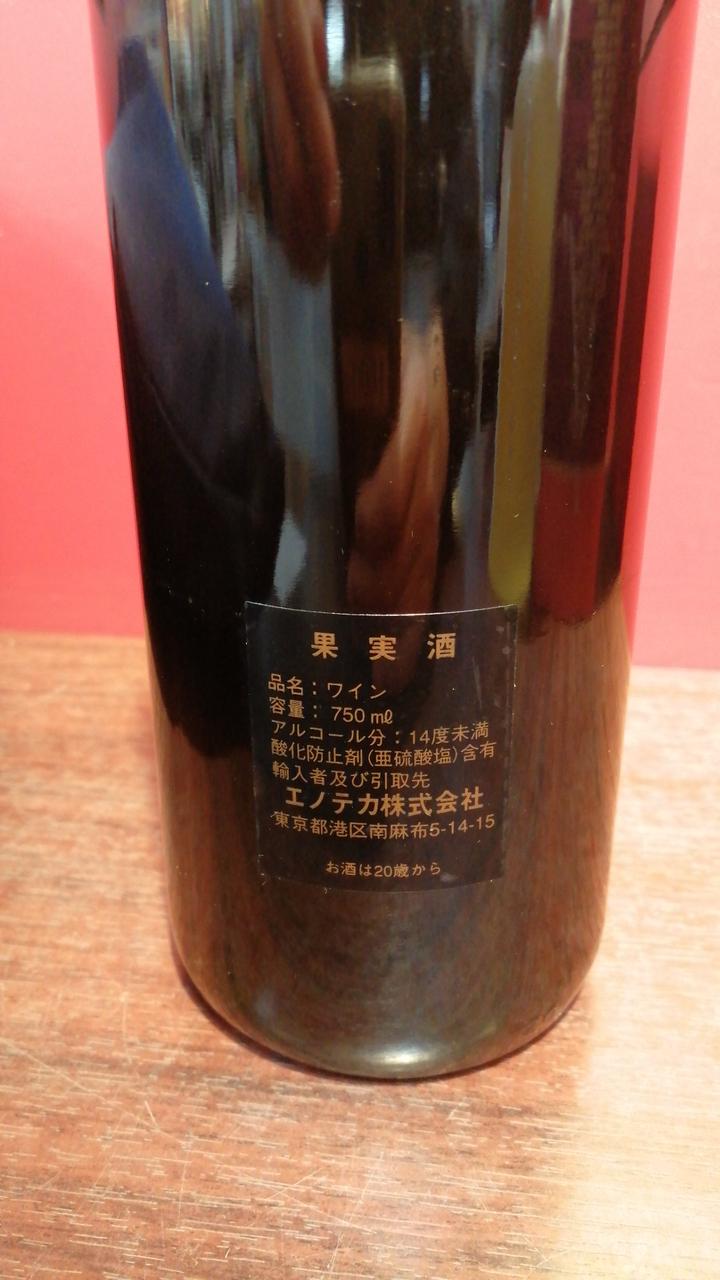 果実酒
品名：ワイン
容量：750㎖
アルコール分：14度未満
酸化防止剤(亜硫酸塩)含有
輸入者及び引取先
エノテカ株式会社
東京都港区南麻布5-14-15
お酒は20歳から